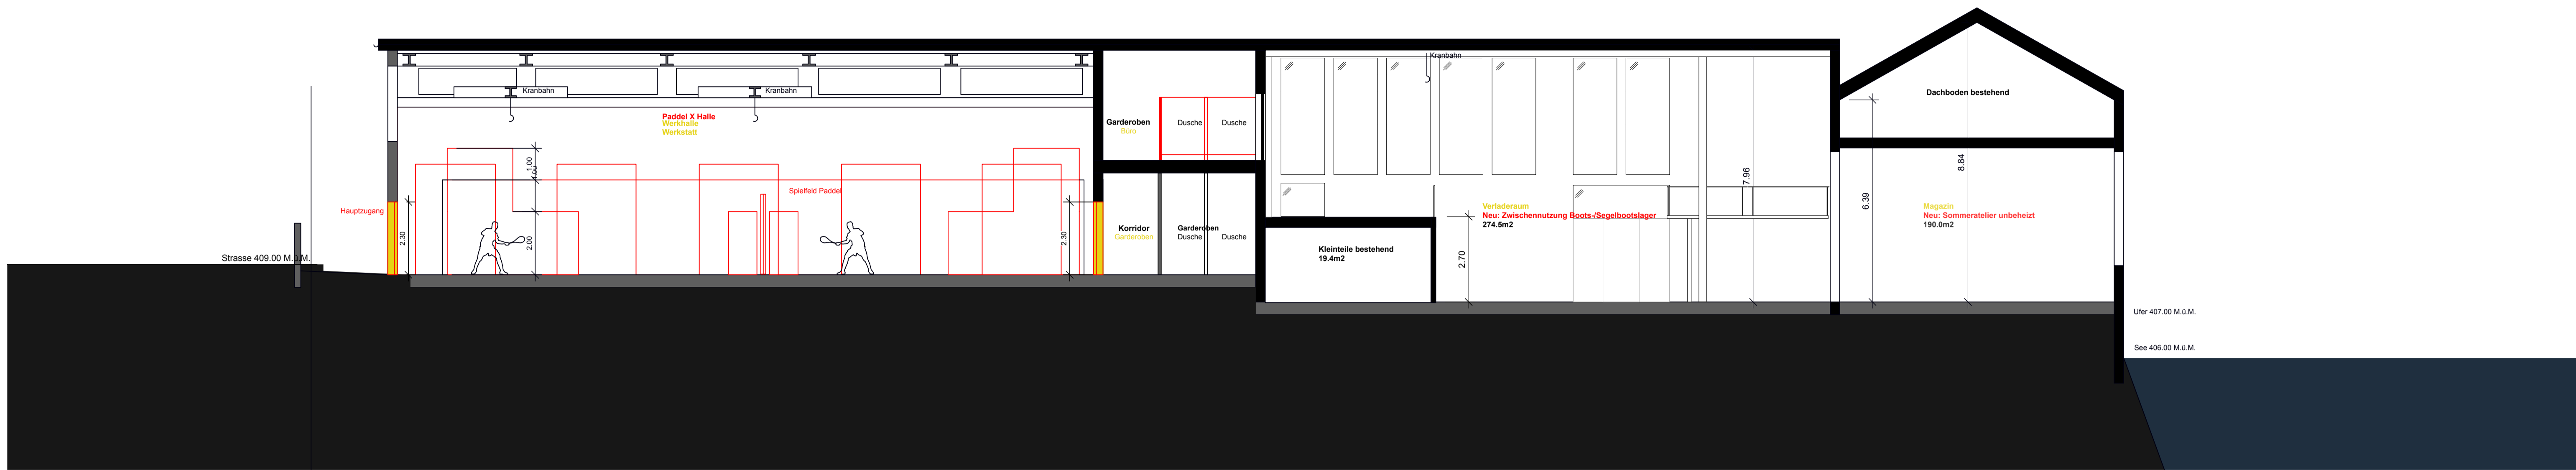 Kranbahn
Dachboden bestehend
Kranbahn
Kranbahn
Paddel X Halle
Werkhalle
Werkstatt
Garderoben
Büro
Dusche
Dusche
1.00
8.84
7.96
6.39
Spielfeld Paddel
Hauptzugang
Verladeraum
Neu: Zwischennutzung Boots-/Segelbootslager
274.5m2
Magazin
Neu: Sommeratelier unbeheizt
190.0m2
Korridor
Garderoben
Garderoben
Dusche
Dusche
2.30
2.00
2.30
Kleinteile bestehend
19.4m2
2.70
Strasse 409.00 M.ü.M.
Ufer 407.00 M.ü.M.
See 406.00 M.ü.M.